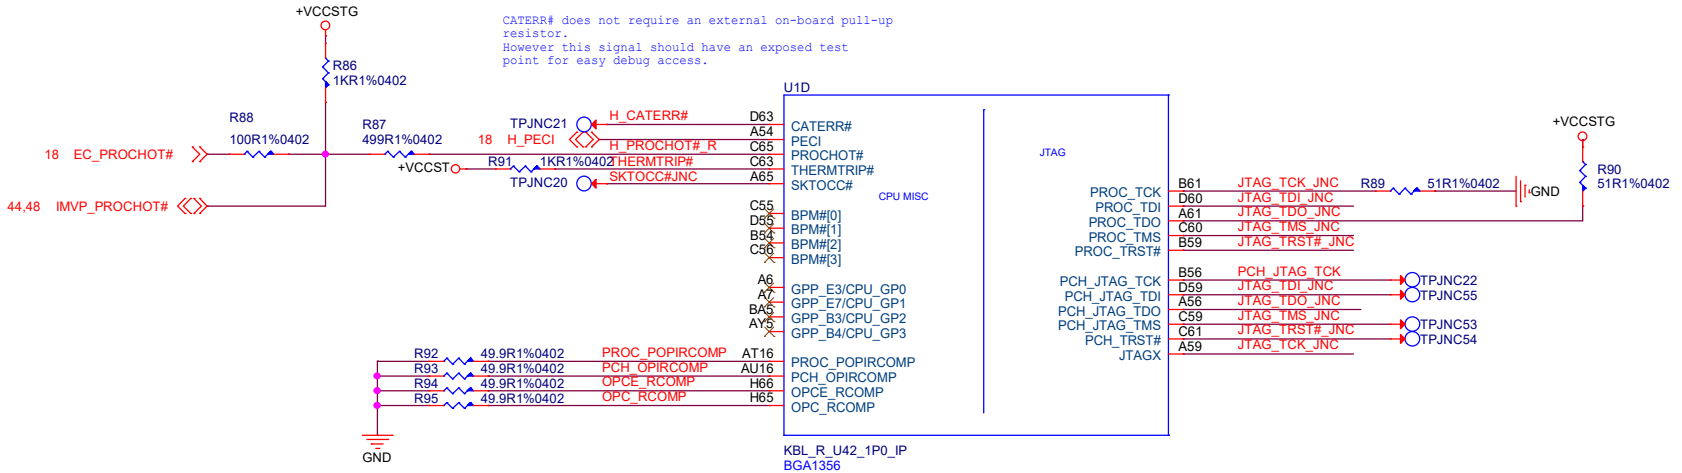 +VCCSTG
CATERR# does not require an external on-board pull-up
resistor.
However this signal should have an exposed test
point for easy debug access.
R86
1KR1%0402
U1D
R88
100R1%0402
R87
499R1%0402
TPJNC21
H_CATERR#
D63
CATERR#
18 H_PECI
A54
PECI
18 EC_PROCHOT#
H_PROCHOT#_R
C65
PROCHOT#
+VCCST
R91
1KR1%0402
THERMTRIP#
C63
THERMTRIP#
TPJNC20
SKTOCC#JNC
A65
SKTOCC#
44,48 IMVP_PROCHOT#
CPU MISC
JTAG
C55
BPM#[0]
D55
BPM#[1]
B54
BPM#[2]
C56
BPM#[3]
A6
GPP_E3/CPU_GP0
A7
GPP_E7/CPU_GP1
BA5
GPP_B3/CPU_GP2
AY5
GPP_B4/CPU_GP3
R92
49.9R1%0402
PROC_POPIRCOMP
AT16
PROC_POPIRCOMP
R93
49.9R1%0402
PCH_OPIRCOMP
AU16
PCH_OPIRCOMP
R94
49.9R1%0402
OPCE_RCOMP
H66
OPCE_RCOMP
R95
49.9R1%0402
OPC_RCOMP
H65
OPC_RCOMP
GND
+VCCSTG
R90
51R1%0402
PROC_TCK
B61
JTAG_TCK_JNC
R89
51R1%0402
GND
PROC_TDI
D60
JTAG_TDI_JNC
PROC_TDO
A61
JTAG_TDO_JNC
PROC_TMS
C60
JTAG_TMS_JNC
PROC_TRST#
B59
JTAG_TRST#_JNC
PCH_JTAG_TCK
B56
PCH_JTAG_TCK
TPJNC22
PCH_JTAG_TDI
D59
JTAG_TDI_JNC
TPJNC55
PCH_JTAG_TDO
A56
JTAG_TDO_JNC
PCH_JTAG_TMS
C59
JTAG_TMS_JNC
TPJNC53
PCH_TRST#
C61
JTAG_TRST#_JNC
TPJNC54
JTAGX
A59
JTAG_TCK_JNC
KBL_R_U42_1P0_IP
BGA1356